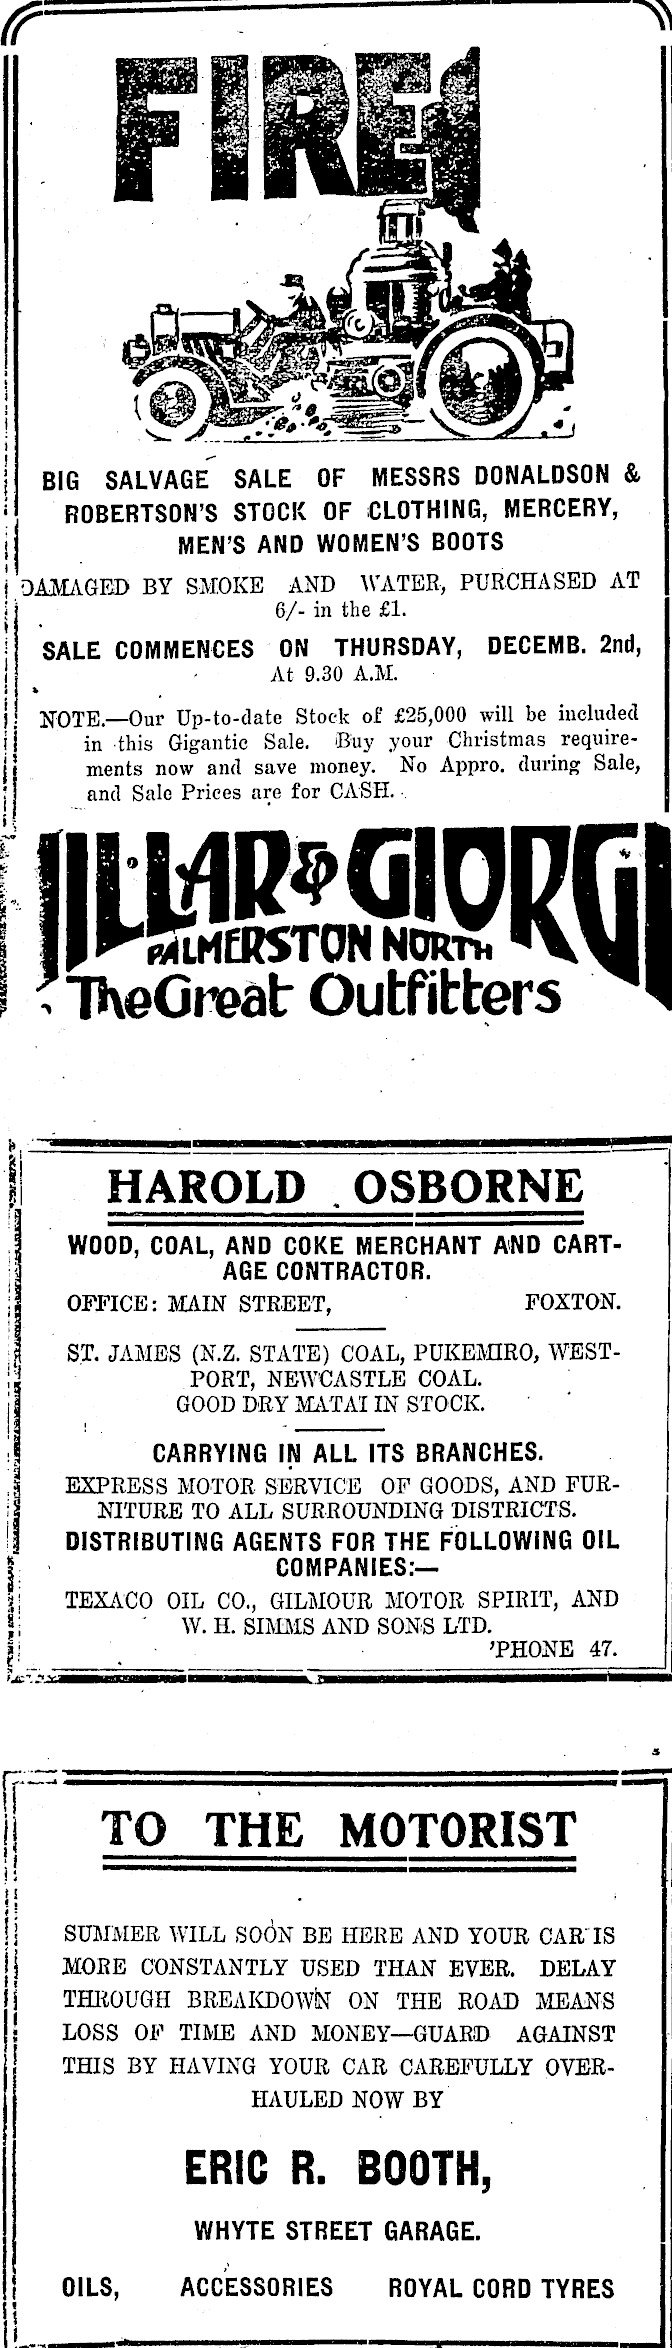 FIRE!
BIG SALVAGE SALE OF MESSRS DONALDSON &
ROBERTSON'S STOCK OF CLOTHING, MERCERY,
MEN'S AND WOMEN'S BOOTS
DAMAGED BY SMOKE AND WATER, PURCHASED AT
6/- in the £1.
SALE COMMENCES ON THURSDAY, DECEMB. 2nd,
At 9.30 A.M.
NOTE.—Our Up-to-date Stock of £25,000 will be included
in this Gigantic Sale. Buy your Christmas require-
ments now and save money. No Appro. during Sale,
and Sale Prices are for CASH.
ILLAR & GIORGI
PALMERSTON NORTH
The Great Outfitters
HAROLD OSBORNE
WOOD, COAL, AND COKE MERCHANT AND CART-
AGE CONTRACTOR.
OFFICE: MAIN STREET, FOXTON.
ST. JAMES (N.Z. STATE) COAL, PUKEMIRO, WEST-
PORT, NEWCASTLE COAL.
GOOD DRY MATAI IN STOCK.
CARRYING IN ALL ITS BRANCHES.
EXPRESS MOTOR SERVICE OF GOODS, AND FUR-
NITURE TO ALL SURROUNDING DISTRICTS.
DISTRIBUTING AGENTS FOR THE FOLLOWING OIL
COMPANIES:—
TEXACO OIL CO., GILMOUR MOTOR SPIRIT, AND
W. H. SIMMS AND SONS LTD.
'PHONE 47.
TO THE MOTORIST
SUMMER WILL SOON BE HERE AND YOUR CAR IS
MORE CONSTANTLY USED THAN EVER. DELAY
THROUGH BREAKDOWN ON THE ROAD MEANS
LOSS OF TIME AND MONEY—GUARD AGAINST
THIS BY HAVING YOUR CAR CAREFULLY OVER-
HAULED NOW BY
ERIC R. BOOTH,
WHYTE STREET GARAGE.
OILS, ACCESSORIES ROYAL CORD TYRES